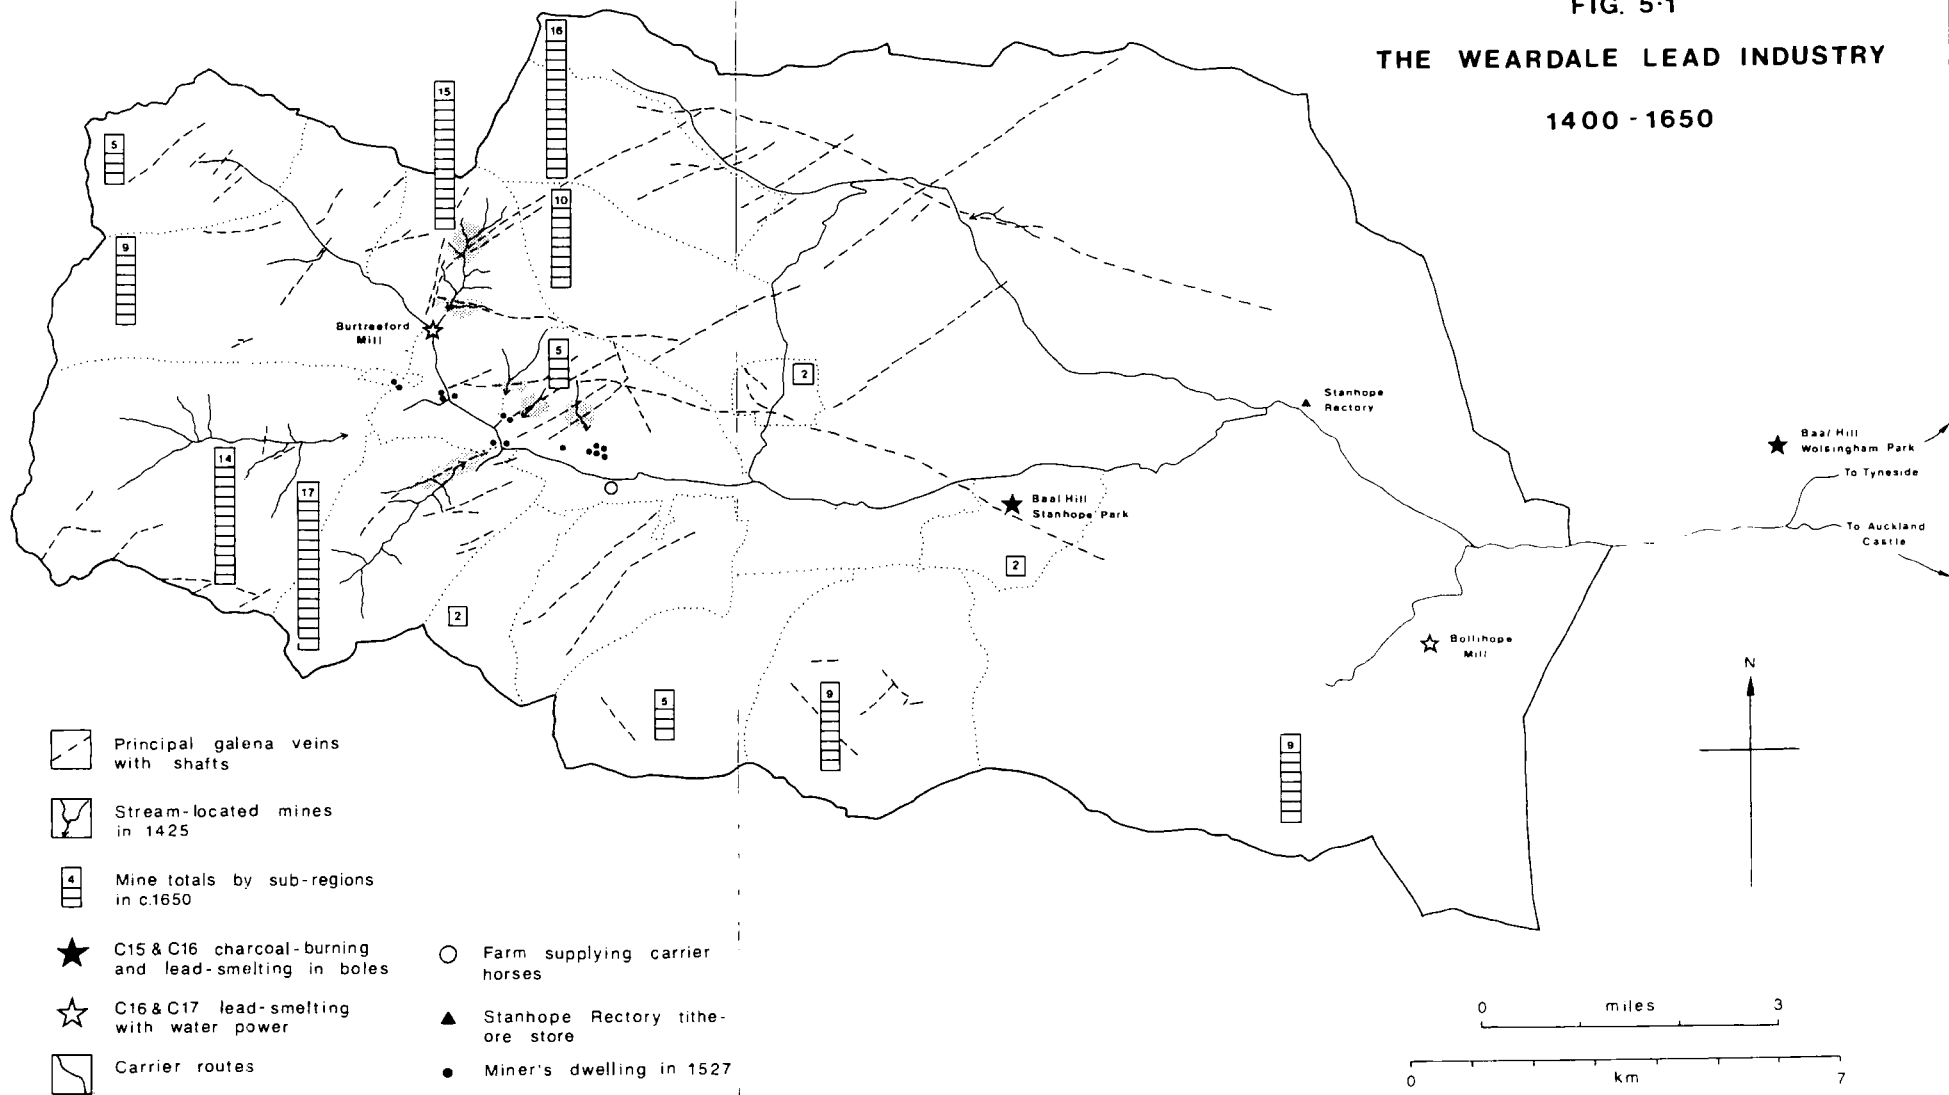 FIG. 5·1
THE WEARDALE LEAD INDUSTRY
1400 - 1650
16
15
5
10
9
Burtreeford
Mill
5
2
Stanhope
Rectory
Baal Hill
Wolsingham Park
To Tyneside
14
17
Baal Hill
Stanhope Park
To Auckland
Castle
2
2
Bollihope
Mill
N
5
9
9
Principal galena veins
with shafts
Stream-located mines
in 1425
4
Mine totals by sub-regions
in c.1650
C15 & C16 charcoal-burning
and lead-smelting in boles
C16 & C17 lead-smelting
with water power
Carrier routes
Farm supplying carrier
horses
Stanhope Rectory tithe-
ore store
Miner's dwelling in 1527
0 miles 3
0 km 7